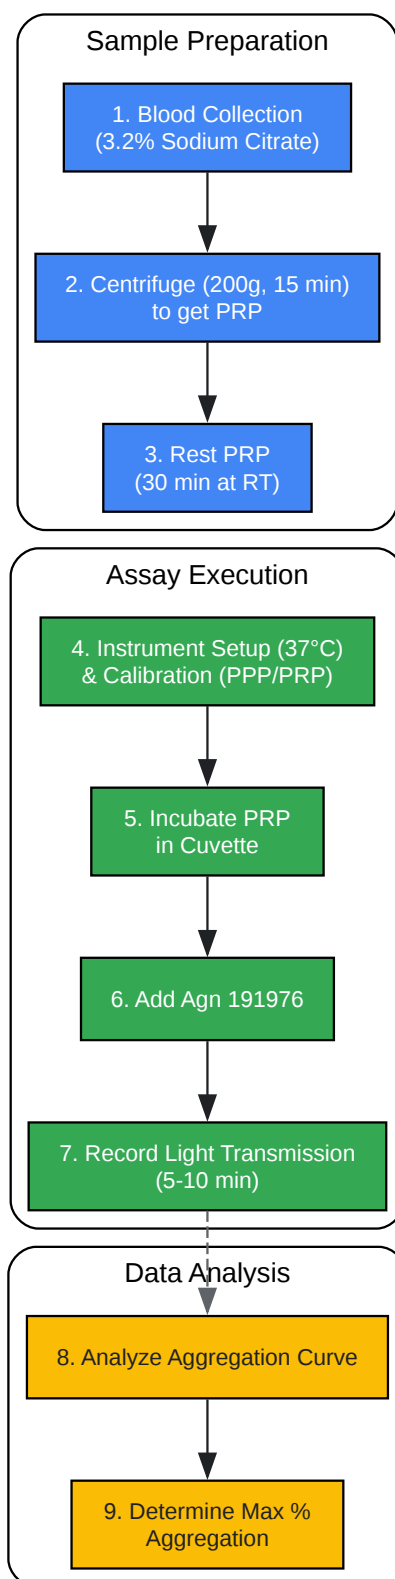 Sample Preparation
1. Blood Collection
(3.2% Sodium Citrate)
2. Centrifuge (200g, 15 min)
to get PRP
3. Rest PRP
(30 min at RT)
Assay Execution
4. Instrument Setup (37°C)
& Calibration (PPP/PRP)
5. Incubate PRP
in Cuvette
6. Add Agn 191976
7. Record Light Transmission
(5-10 min)
Data Analysis
8. Analyze Aggregation Curve
9. Determine Max %
Aggregation